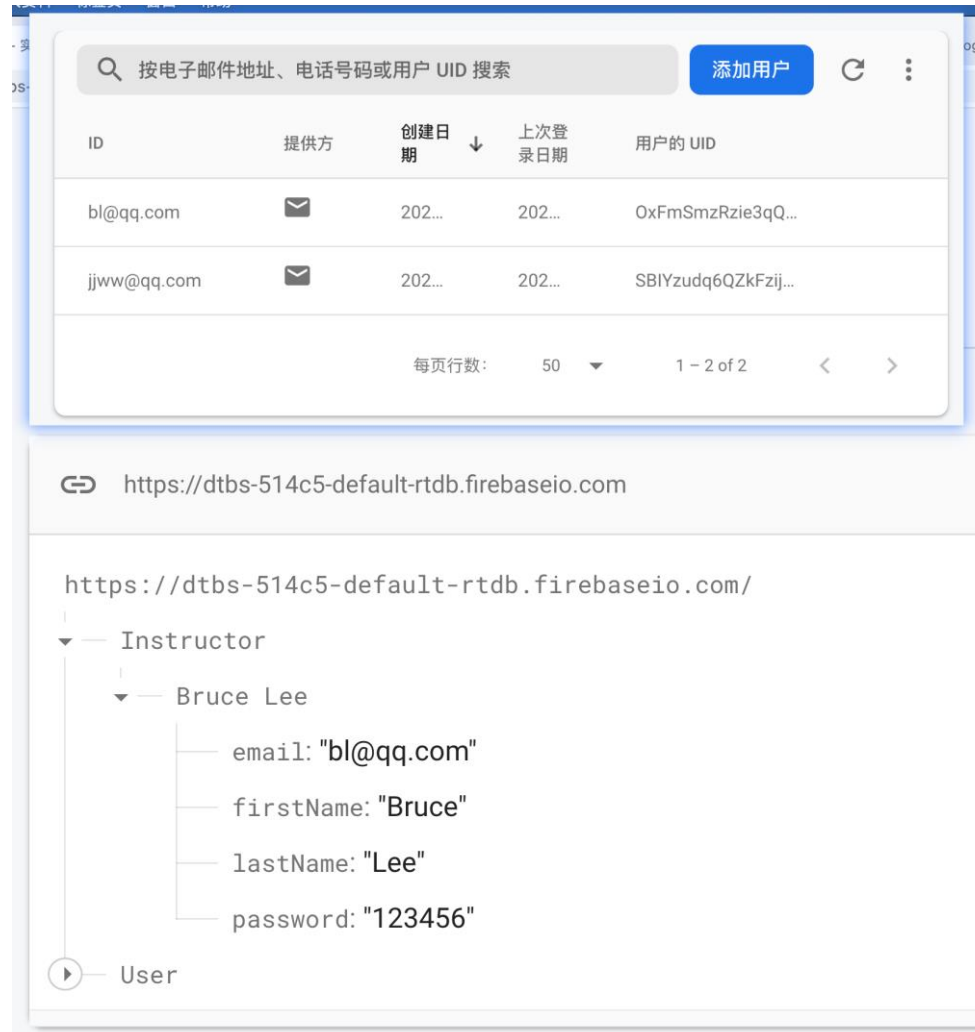 按电子邮件地址、电话号码或用户 UID 搜索
添加用户
ID
提供方
创建日
期
上次登
录日期
用户的 UID
bl@qq.com
202...
202...
OxFmSmzRzie3qQ...
jjww@qq.com
202...
202...
SBlYzudq6QZkFzij...
每页行数:
50
1 – 2 of 2
https://dtbs-514c5-default-rtdb.firebaseio.com
https://dtbs-514c5-default-rtdb.firebaseio.com/
Instructor
Bruce Lee
email: "bl@qq.com"
firstName: "Bruce"
lastName: "Lee"
password: "123456"
User